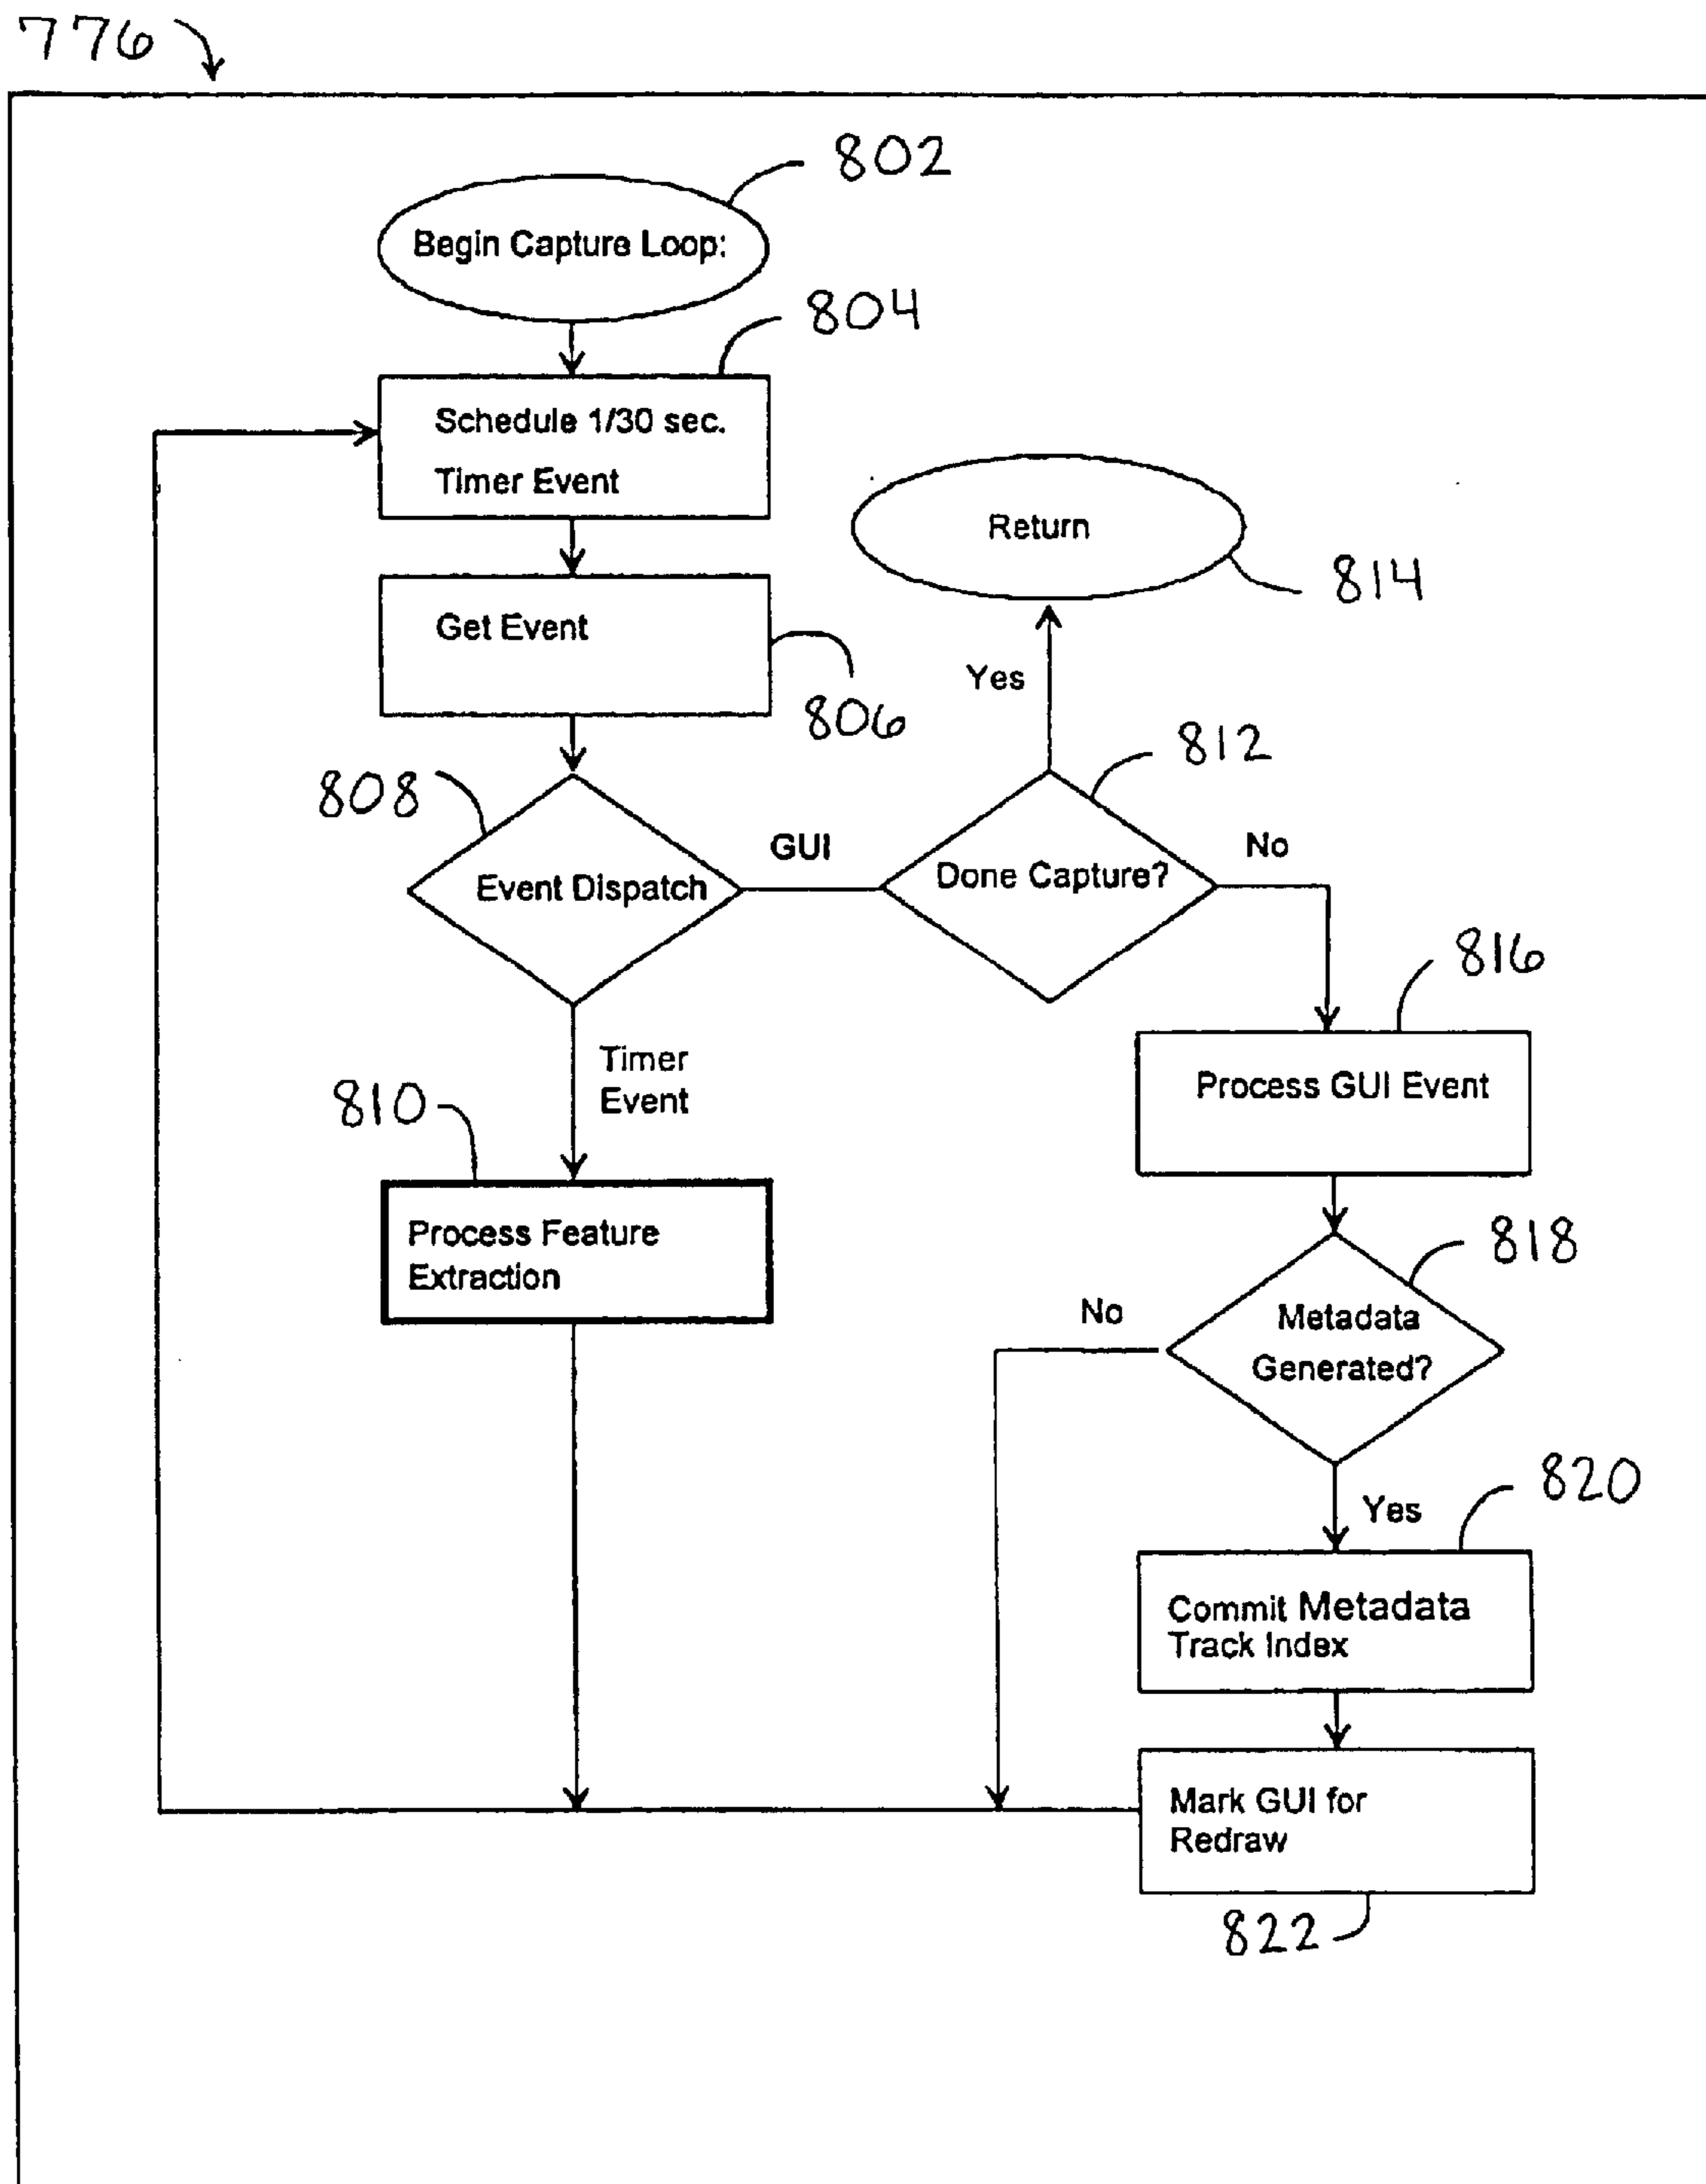 776
802
Begin Capture Loop:
804
Schedule 1/30 sec.
Timer Event
Return
814
Get Event
806
Yes
812
808
GUI
No
Event Dispatch
Done Capture?
816
Timer
Event
Process GUI Event
810
Process Feature
Extraction
818
No
Metadata
Generated?
820
Yes
Commit Metadata
Track Index
Mark GUI for
Redraw
822